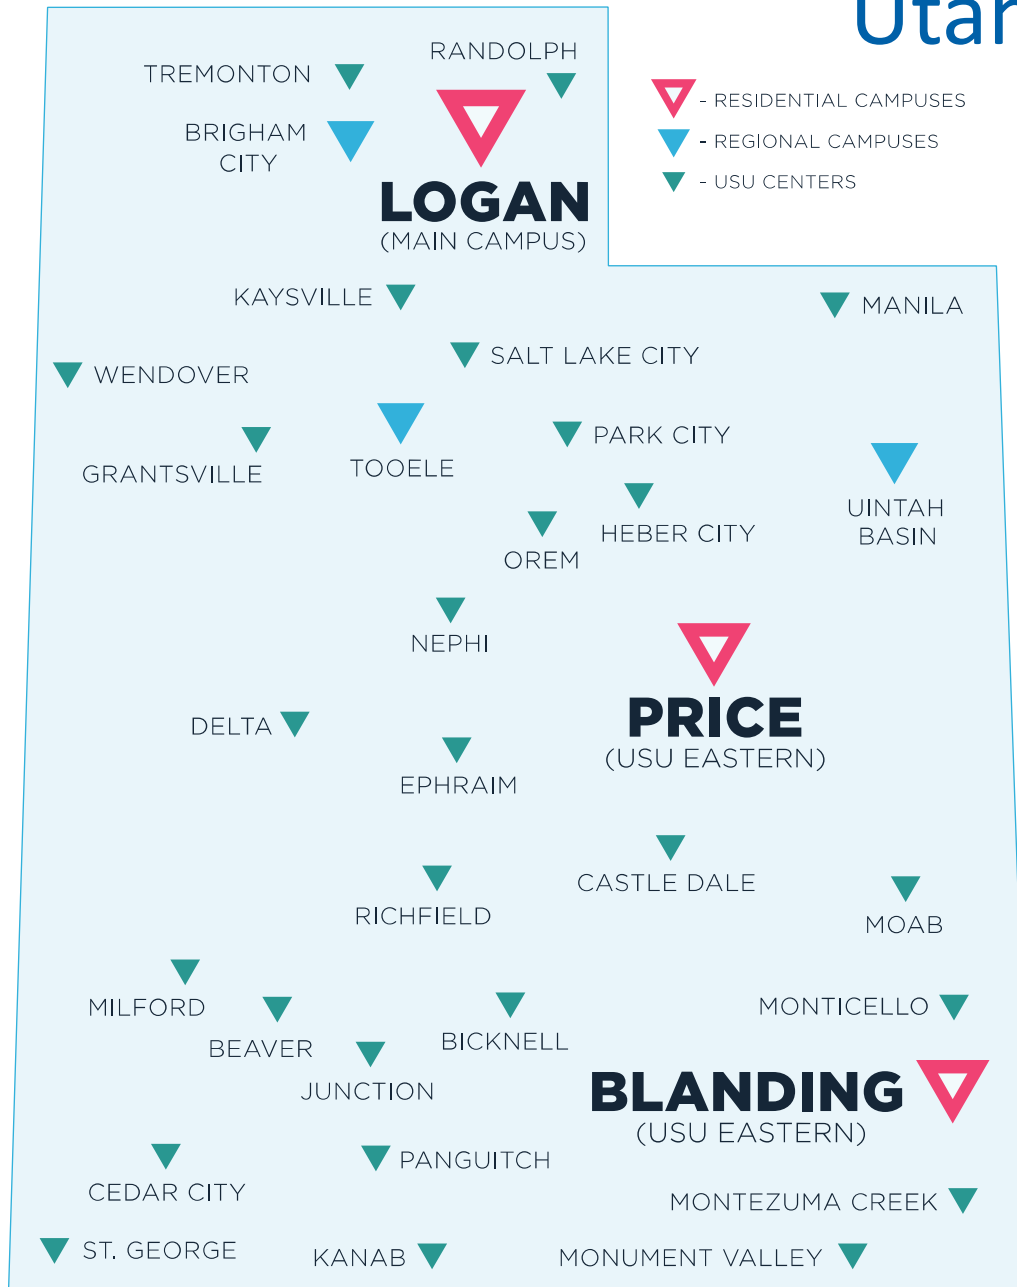 RANDOLPH
TREMONTON
- RESIDENTIAL CAMPUSES
BRIGHAM
CITY
- REGIONAL CAMPUSES
- USU CENTERS
LOGAN
(MAIN CAMPUS)
KAYSVILLE
MANILA
SALT LAKE CITY
WENDOVER
PARK CITY
TOOELE
GRANTSVILLE
UINTAH
BASIN
HEBER CITY
OREM
NEPHI
PRICE
(USU EASTERN)
DELTA
EPHRAIM
CASTLE DALE
RICHFIELD
MOAB
MILFORD
MONTICELLO
BICKNELL
BEAVER
JUNCTION
BLANDING
(USU EASTERN)
PANGUITCH
CEDAR CITY
MONTEZUMA CREEK
ST. GEORGE
KANAB
MONUMENT VALLEY